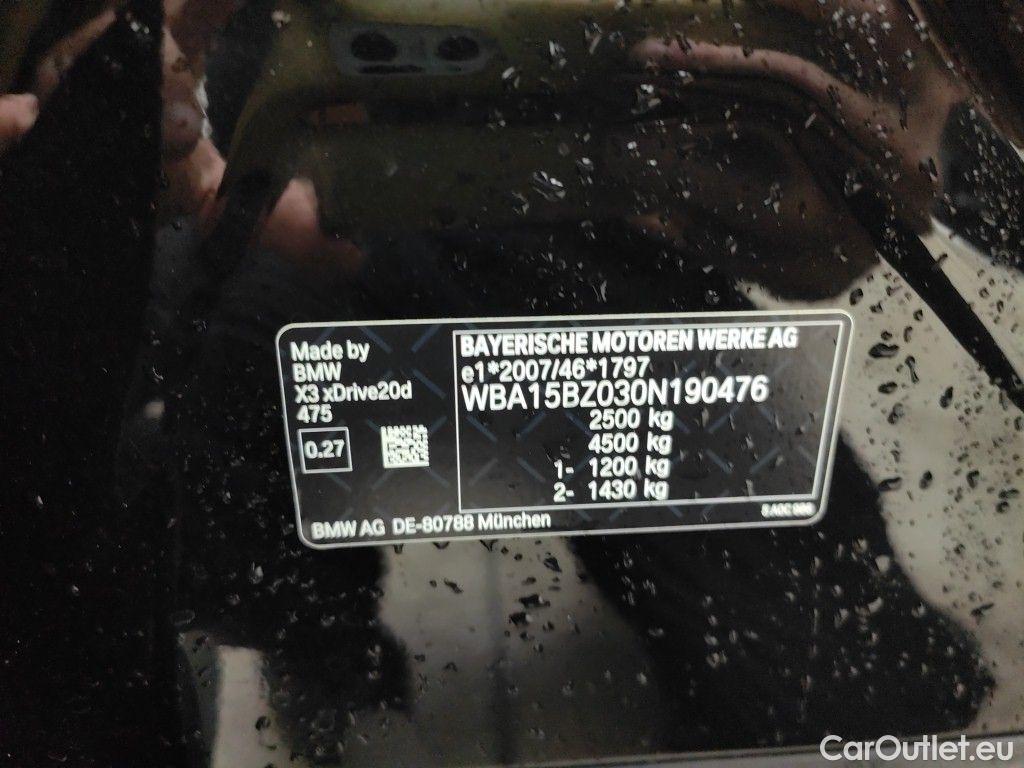 Made by
BMW
X3 xDrive20d
475
0.27
BAYERISCHE MOTOREN WERKE AG
e1*2007/46*1797
WBA15BZ030N190476
2500 kg
4500 kg
1- 1200 kg
2- 1430 kg
BMW AG DE-80788 München
CarOutlet.eu